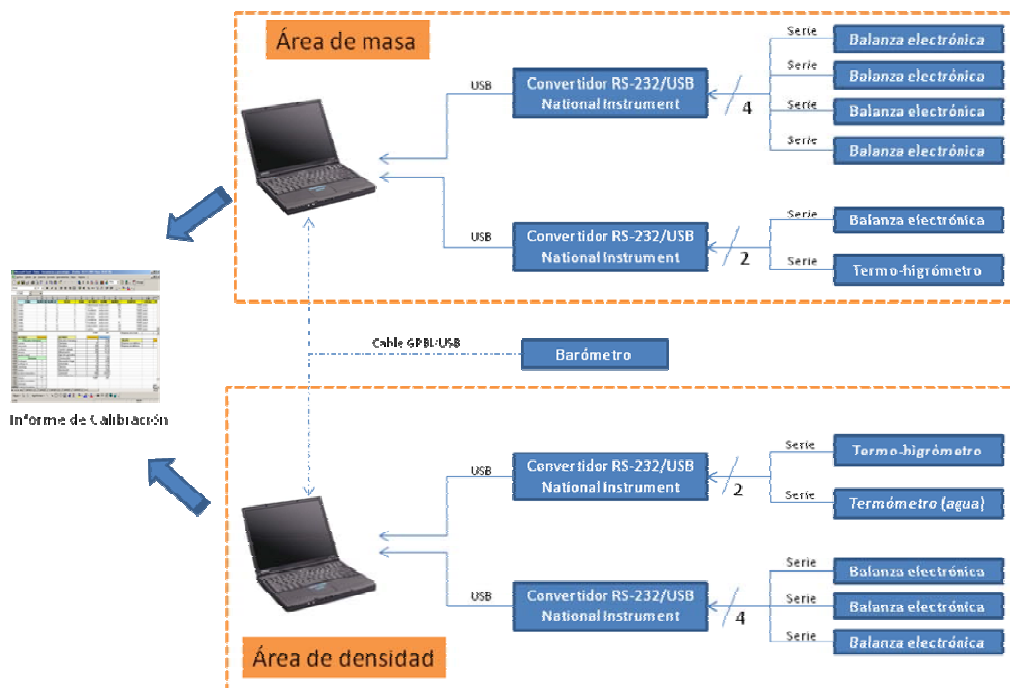 Área de masa
USB
Convertidor RS-232/USB
National Instrument
4
Serie
Balanza electrónica
Serie
Balanza electrónica
Serie
Balanza electrónica
Serie
Balanza electrónica
USB
Convertidor RS-232/USB
National Instrument
2
Serie
Balanza electrónica
Serie
Termo-higrómetro
Cable GPBI-USB
Barómetro
Informe de Calibración
USB
Convertidor RS-232/USB
National Instrument
2
Serie
Termo-higrómetro
Serie
Termómetro (agua)
USB
Convertidor RS-232/USB
National Instrument
4
Serie
Balanza electrónica
Serie
Balanza electrónica
Serie
Balanza electrónica
Área de densidad